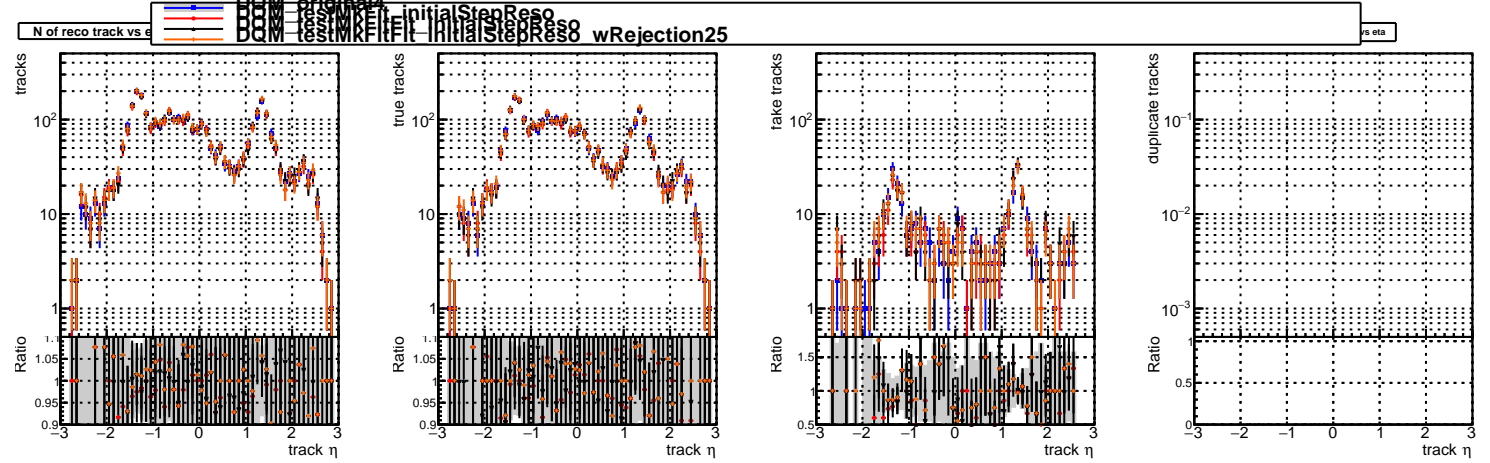 DQM_original4
DQM_testMkFit_initialStepReso
DQM_testMkFitFit_initialStepReso
DQM_testMkFitFit_initialStepReso_wRejection25
N of reco track vs e
vs eta
tracks
10²
10
1
Ratio
1.1
1.05
1
0.95
0.9
−3 −2 −1 0 1 2 3
track η
true tracks
10²
10
1
Ratio
1.1
1.05
1
0.95
0.9
−3 −2 −1 0 1 2 3
track η
fake tracks
10²
10
1
Ratio
1.5
1
0.5
−3 −2 −1 0 1 2 3
track η
duplicate tracks
10⁻¹
10⁻²
10⁻³
Ratio
1
0.5
0
−3 −2 −1 0 1 2 3
track η